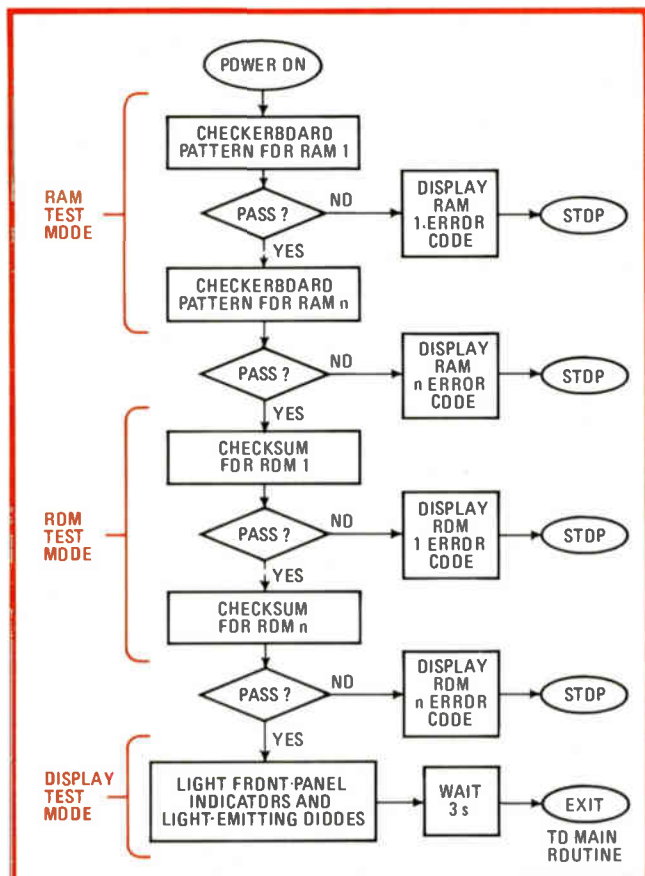 POWER ON
CHECKERBOARD
PATTERN FOR RAM 1
RAM
TEST
MODE
PASS ?
NO
DISPLAY
RAM
1 ERROR
CODE
STOP
YES
CHECKERBOARD
PATTERN FOR RAM n
PASS ?
NO
DISPLAY
RAM
n ERROR
CODE
STOP
YES
CHECKSUM
FOR ROM 1
ROM
TEST
MODE
PASS ?
NO
DISPLAY
ROM
1 ERROR
CODE
STOP
YES
CHECKSUM
FOR ROM n
PASS ?
NO
DISPLAY
ROM
n ERROR
CODE
STOP
YES
DISPLAY
TEST
MODE
LIGHT FRONT-PANEL
INDICATORS AND
LIGHT-EMITTING DIODES
WAIT
3 s
EXIT
TO MAIN
ROUTINE